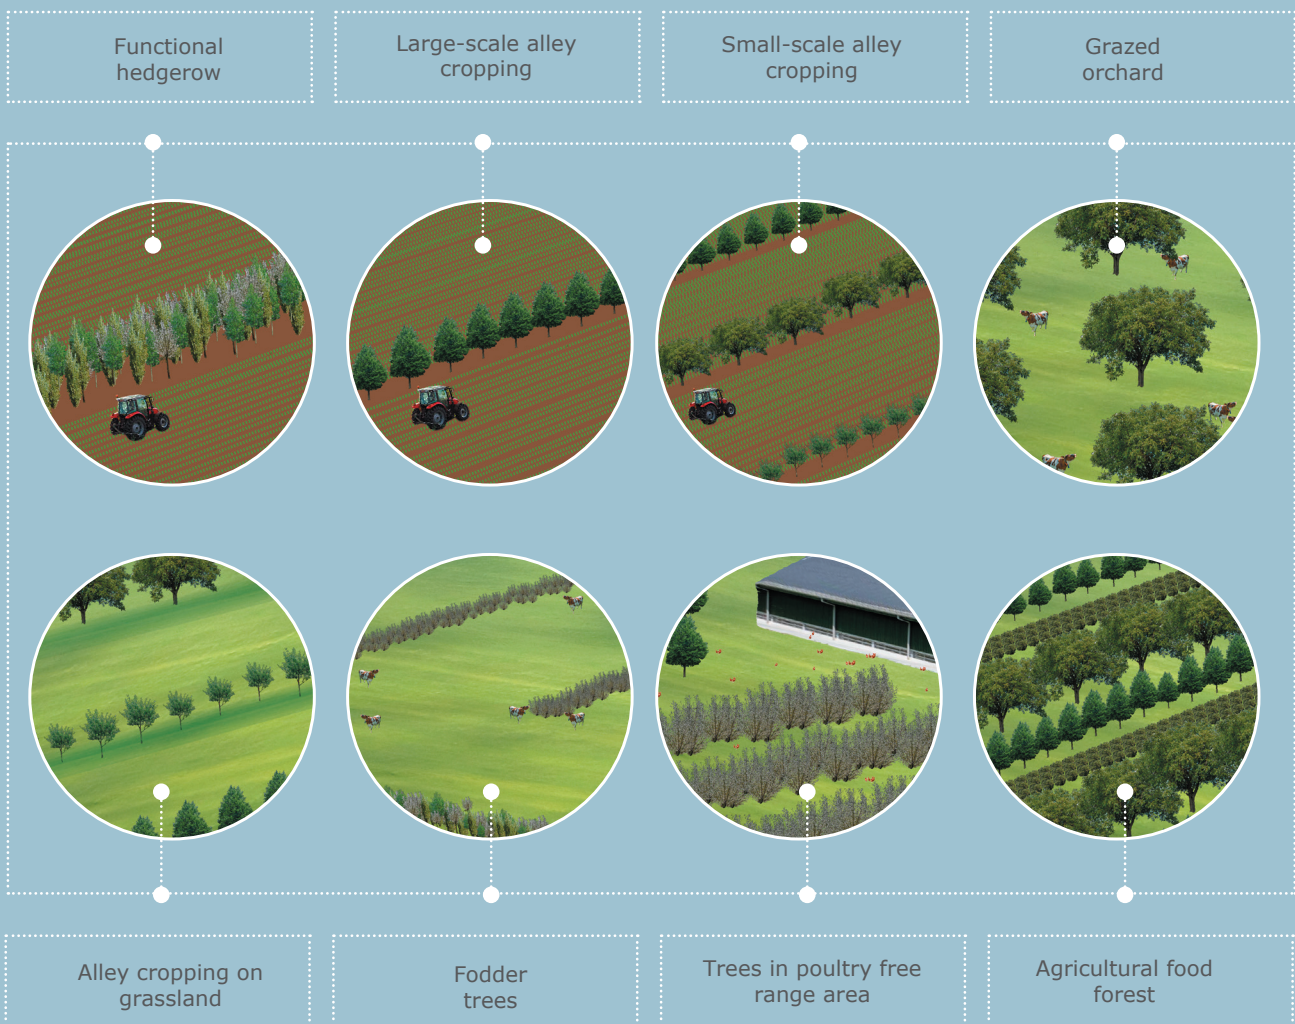 Functional
hedgerow
Large-scale alley
cropping
Small-scale alley
cropping
Grazed
orchard
Alley cropping on
grassland
Fodder
trees
Trees in poultry free
range area
Agricultural food
forest